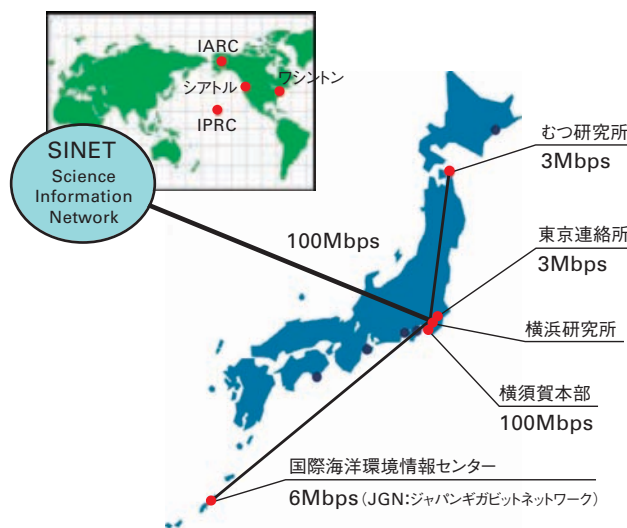 IARC
シアトル
ワシントン
IPRC
SINET
Science
Information
Network
100Mbps
むつ研究所
3Mbps
東京連絡所
3Mbps
横浜研究所
横須賀本部
100Mbps
国際海洋環境情報センター
6Mbps(JGN:ジャパンギガビットネットワーク)